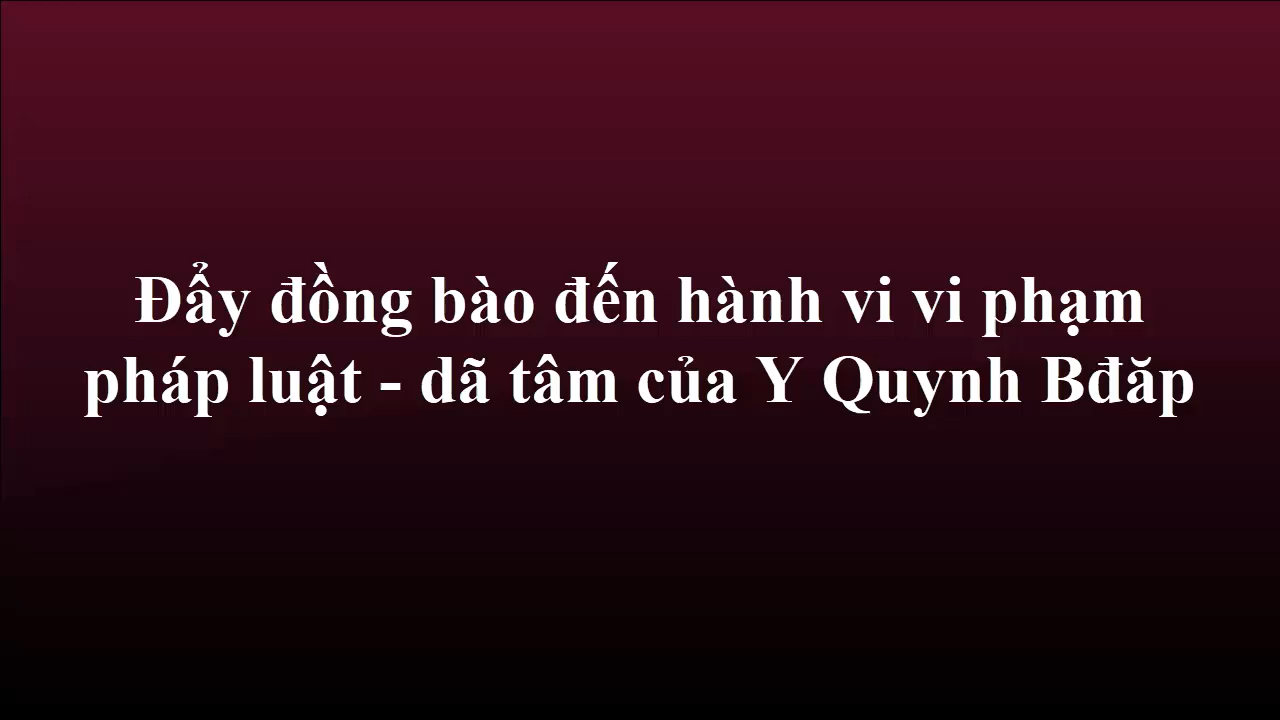 Đẩy đồng bào đến hành vi vi phạm
pháp luật - dã tâm của Y Quynh Bđăp